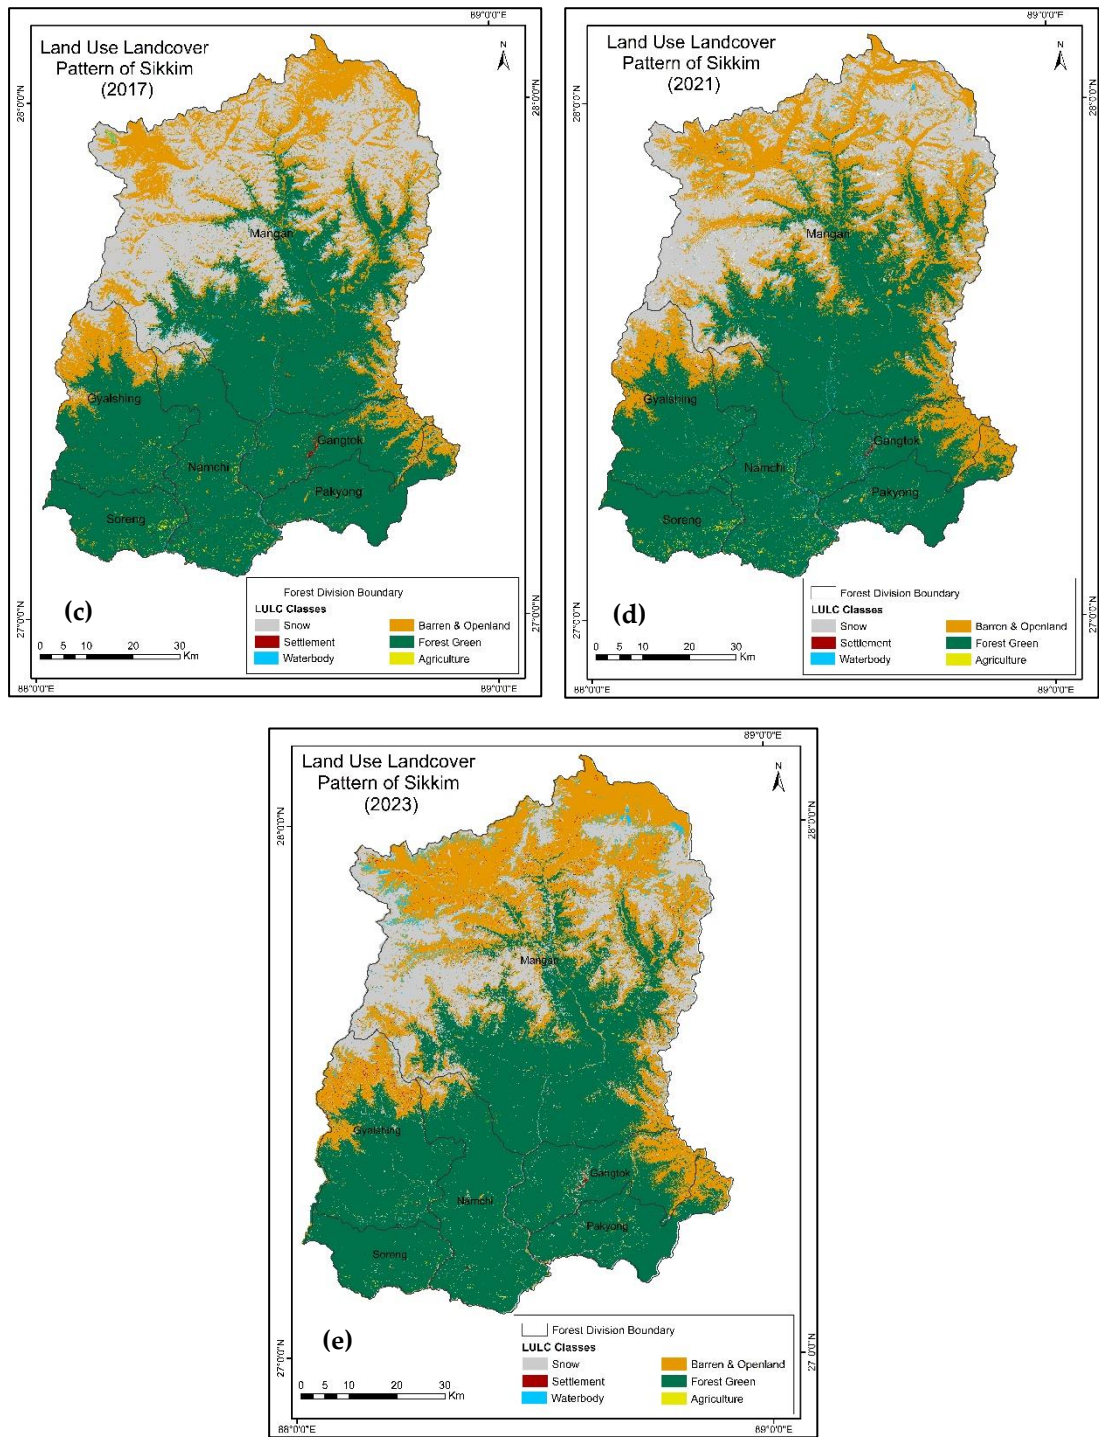 89°0'0"E
Land Use Landcover
Pattern of Sikkim
(2017)
N
28°0'0"N
28°0'0"N
Mangan
Gyalshing
Gangtok
Namchi
Pakyong
Soreng
27°0'0"N
27°0'0"N
(c)
Forest Division Boundary
LULC Classes
Snow
Barren & Openland
Settlement
Forest Green
Waterbody
Agriculture
0 5 10 20 30
Km
88°0'0"E
89°0'0"E
89°0'0"E
Land Use Landcover
Pattern of Sikkim
(2021)
N
28°0'0"N
28°0'0"N
Mangan
Gyalshing
Gangtok
Namchi
Pakyong
Soreng
27°0'0"N
27°0'0"N
(d)
Forest Division Boundary
LULC Classes
Snow
Barren & Openland
Settlement
Forest Green
Waterbody
Agriculture
0 5 10 20 30
Km
88°0'0"E
89°0'0"E
89°0'0"E
Land Use Landcover
Pattern of Sikkim
(2023)
N
28°0'0"N
28°0'0"N
Mangan
Gyalshing
Gangtok
Namchi
Pakyong
Soreng
27°0'0"N
27°0'0"N
(e)
Forest Division Boundary
LULC Classes
Snow
Barren & Openland
Settlement
Forest Green
Waterbody
Agriculture
0 5 10 20 30
Km
88°0'0"E
89°0'0"E